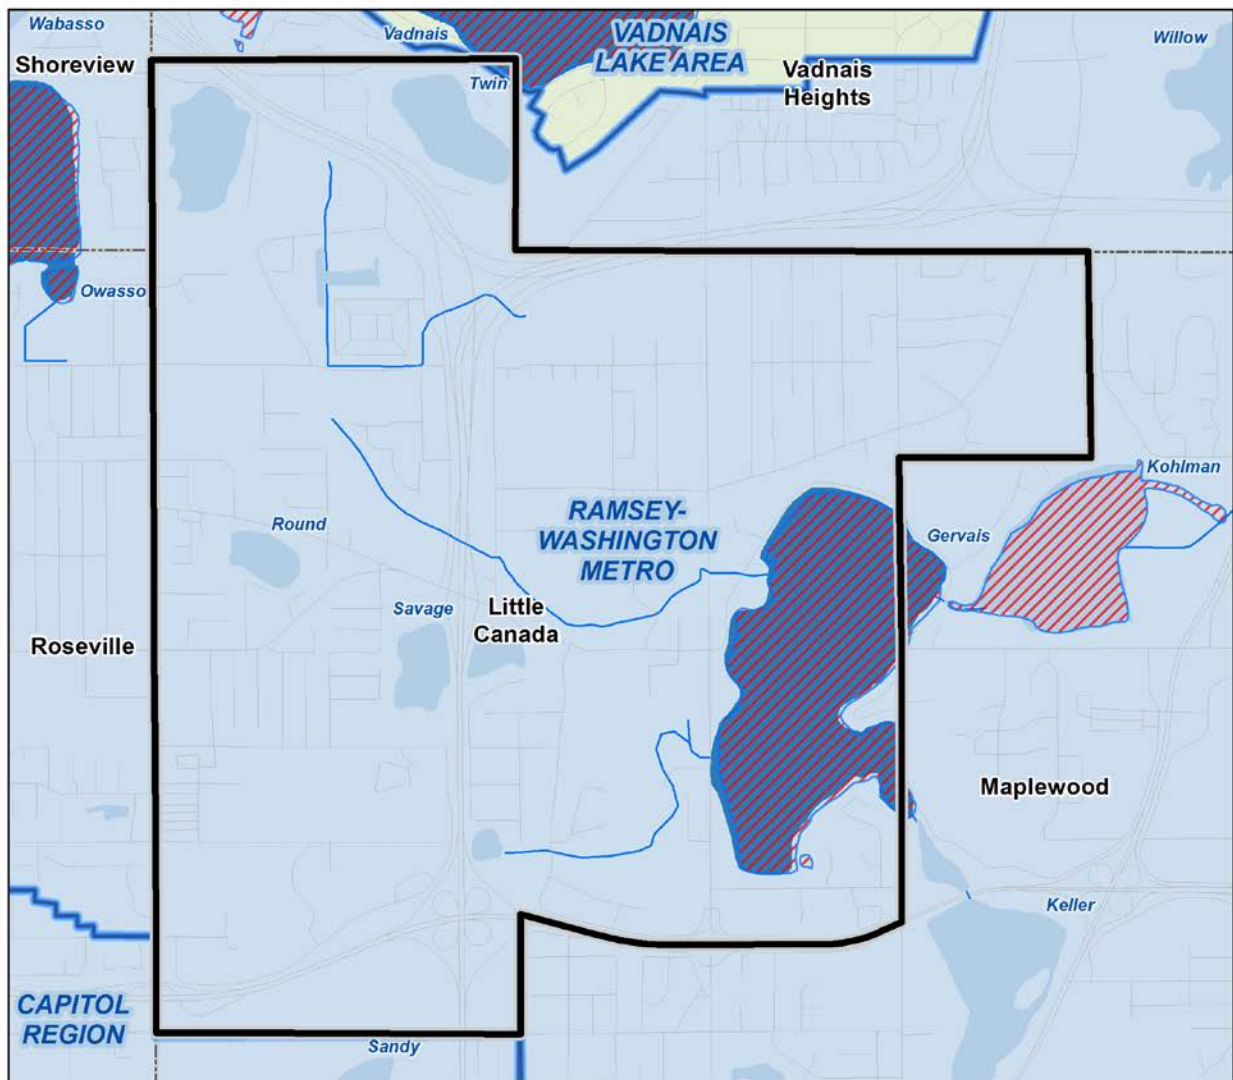 Wabasso
Vadnais
VADNAIS
LAKE AREA
Willow
Shoreview
Twin
Vadnais
Heights
Owasso
Kohlman
Round
RAMSEY-
WASHINGTON
METRO
Gervais
Savage
Little
Canada
Roseville
Maplewood
Keller
CAPITOL
REGION
Sandy